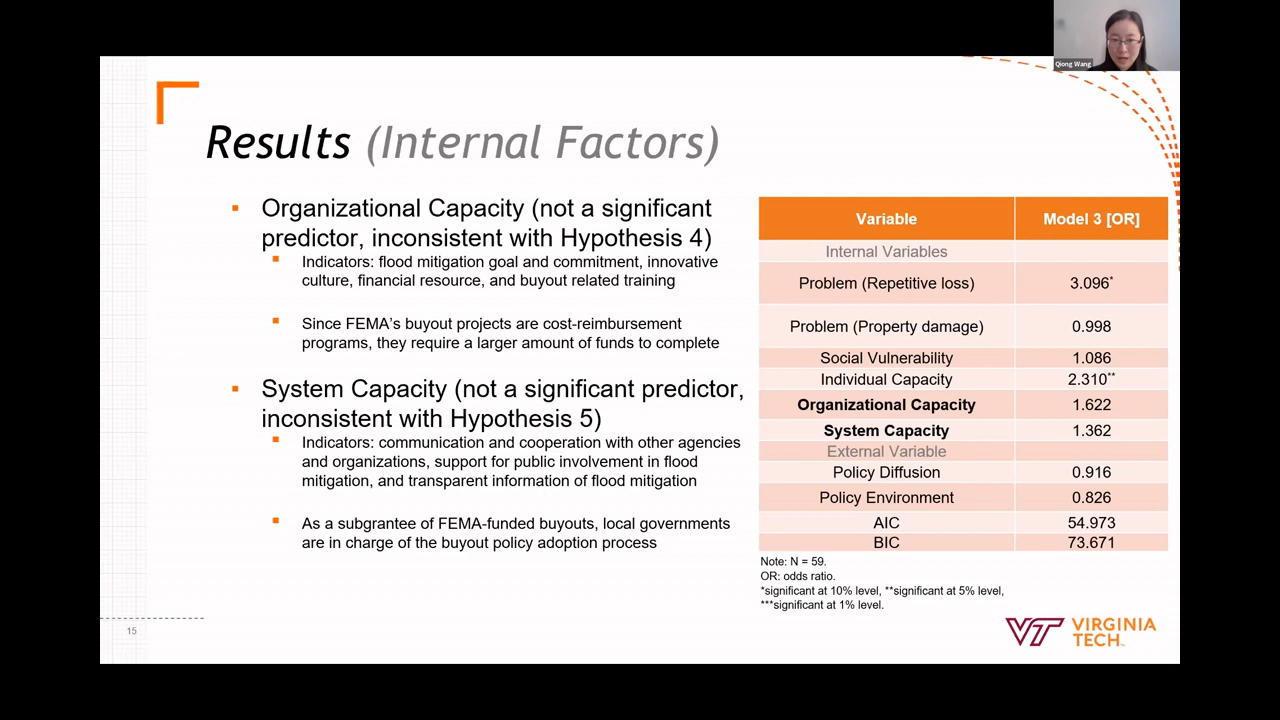 Qiong Wang
Results (Internal Factors)
Organizational Capacity (not a significant
predictor, inconsistent with Hypothesis 4)
Indicators: flood mitigation goal and commitment, innovative
culture, financial resource, and buyout related training
Since FEMA's buyout projects are cost-reimbursement
programs, they require a larger amount of funds to complete
System Capacity (not a significant predictor,
inconsistent with Hypothesis 5)
Indicators: communication and cooperation with other agencies
and organizations, support for public involvement in flood
mitigation, and transparent information of flood mitigation
As a subgrantee of FEMA-funded buyouts, local governments
are in charge of the buyout policy adoption process
Variable Model 3 [OR]
Internal Variables
Problem (Repetitive loss) 3.096*
Problem (Property damage) 0.998
Social Vulnerability 1.086
Individual Capacity 2.310**
Organizational Capacity 1.622
System Capacity 1.362
External Variable
Policy Diffusion 0.916
Policy Environment 0.826
AIC 54.973
BIC 73.671
Note: N = 59.
OR: odds ratio.
*significant at 10% level, **significant at 5% level,
***significant at 1% level.
15
VT VIRGINIA
TECH